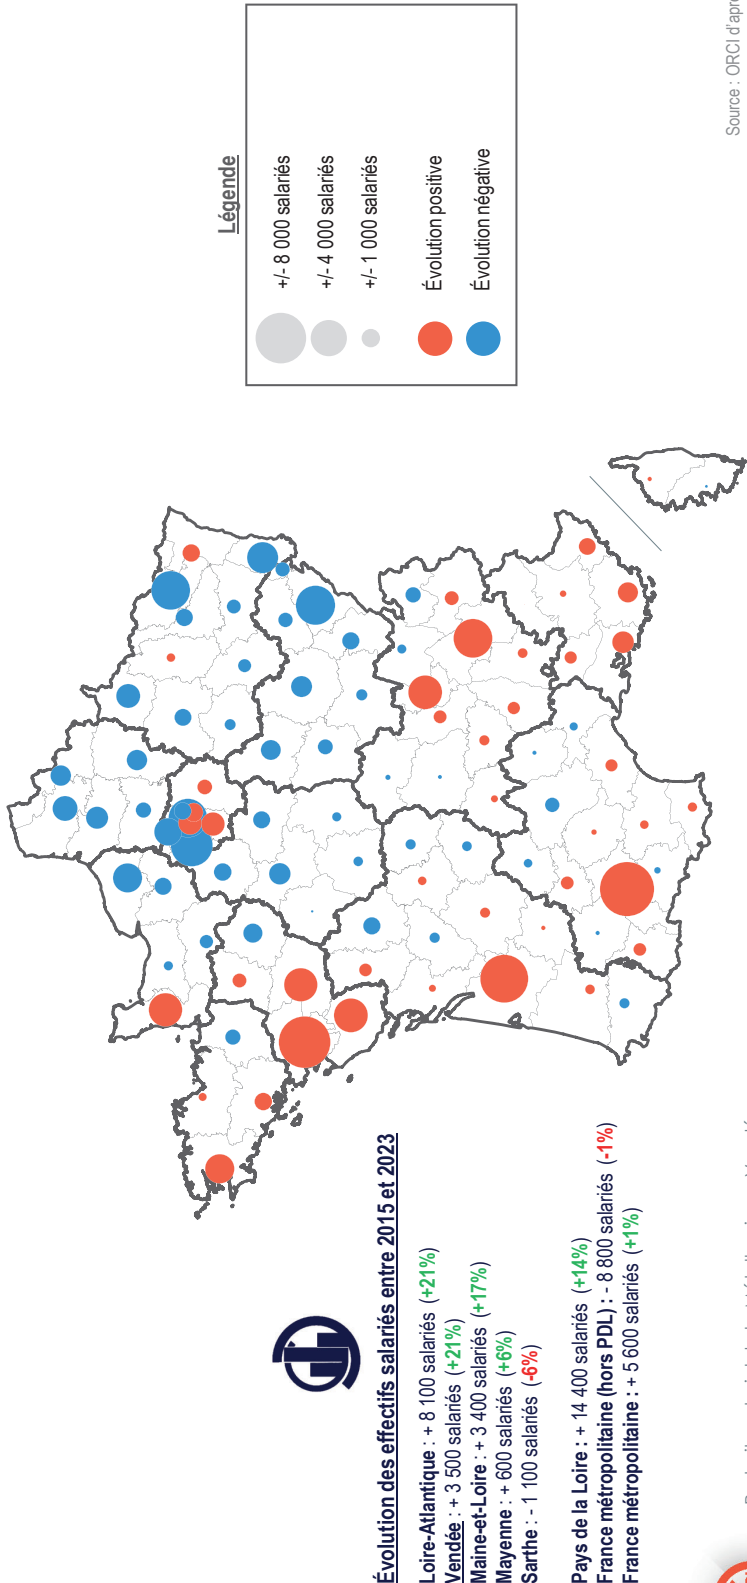 Évolution des effectifs salariés entre 2015 et 2023
Loire-Atlantique : + 8 100 salariés (+21%)
Vendée : + 3 500 salariés (+21%)
Maine-et-Loire : + 3 400 salariés (+17%)
Mayenne : + 600 salariés (+6%)
Sarthe : - 1 100 salariés (-6%)
Pays de la Loire : + 14 400 salariés (+14%)
France métropolitaine (hors PDL) : - 8 800 salariés (-1%)
France métropolitaine : + 5 600 salariés (+1%)
Légende
+/- 8 000 salariés
+/- 4 000 salariés
+/- 1 000 salariés
Évolution positive
Évolution négative
Source : ORCI d'apr